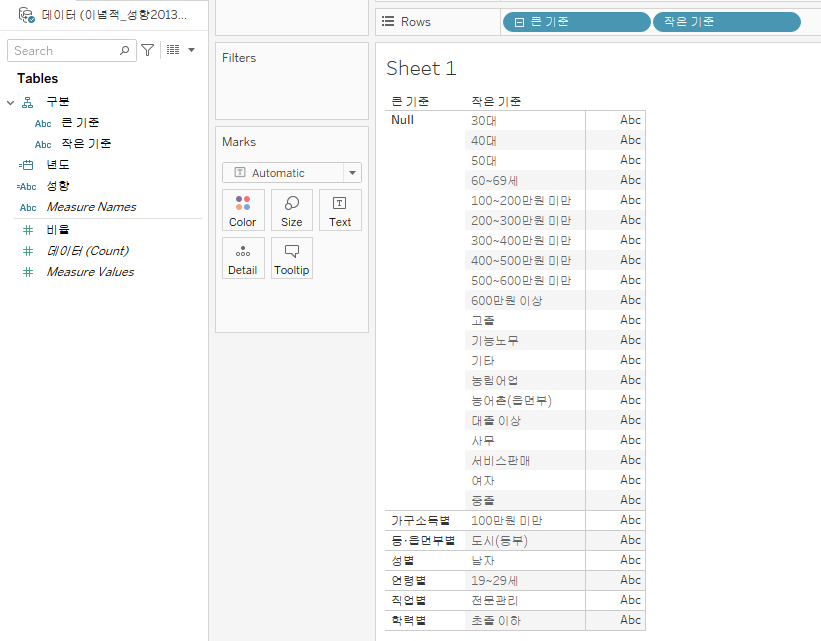 데이터 (이념적_성향2013...
Search
Tables
구분
Abc 큰 기준
Abc 작은 기준
년도
=Abc 성향
Abc Measure Names
# 비율
# 데이터 (Count)
# Measure Values
Filters
Marks
Automatic
Color Size Text
Detail Tooltip
Rows 큰 기준 작은 기준
Sheet 1
큰 기준 작은 기준
Null 30대 Abc
40대 Abc
50대 Abc
60~69세 Abc
100~200만원 미만 Abc
200~300만원 미만 Abc
300~400만원 미만 Abc
400~500만원 미만 Abc
500~600만원 미만 Abc
600만원 이상 Abc
고졸 Abc
기능노무 Abc
기타 Abc
농림어업 Abc
농어촌(읍면부) Abc
대졸 이상 Abc
사무 Abc
서비스판매 Abc
여자 Abc
중졸 Abc
가구소득별 100만원 미만 Abc
동·읍면부별 도시(동부) Abc
성별 남자 Abc
연령별 19~29세 Abc
직업별 전문관리 Abc
학력별 초졸 이하 Abc